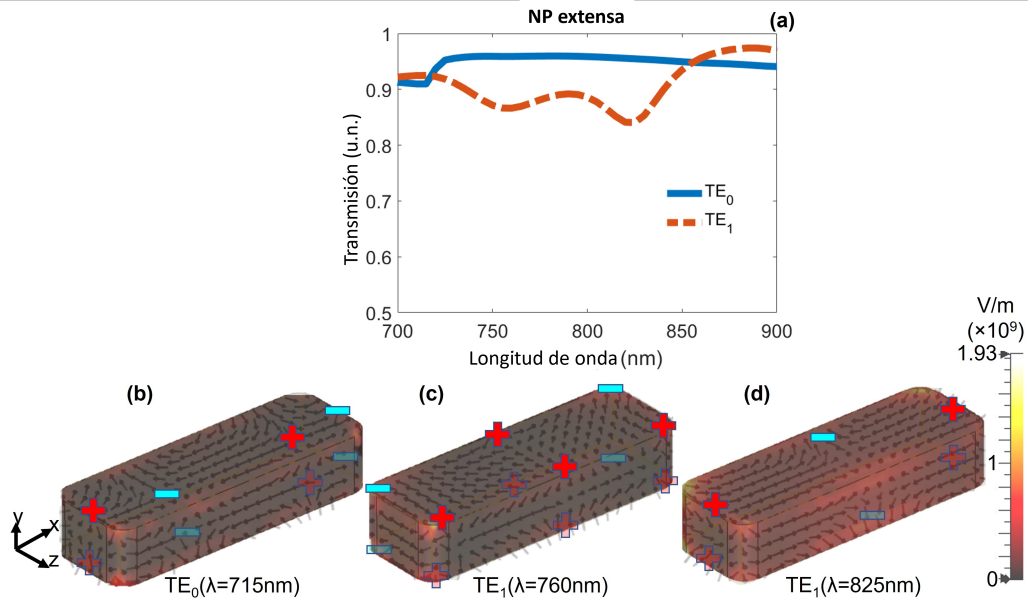 NP extensa
(a)
1
0.9
0.8
0.7
0.6
0.5
Transmisión (u.n.)
TE0
TE1
700
750
800
850
900
Longitud de onda (nm)
V/m
(×10⁹)
1.93
1
0
(b)
(c)
(d)
y
x
z
TE0(λ=715nm)
TE1(λ=760nm)
TE1(λ=825nm)